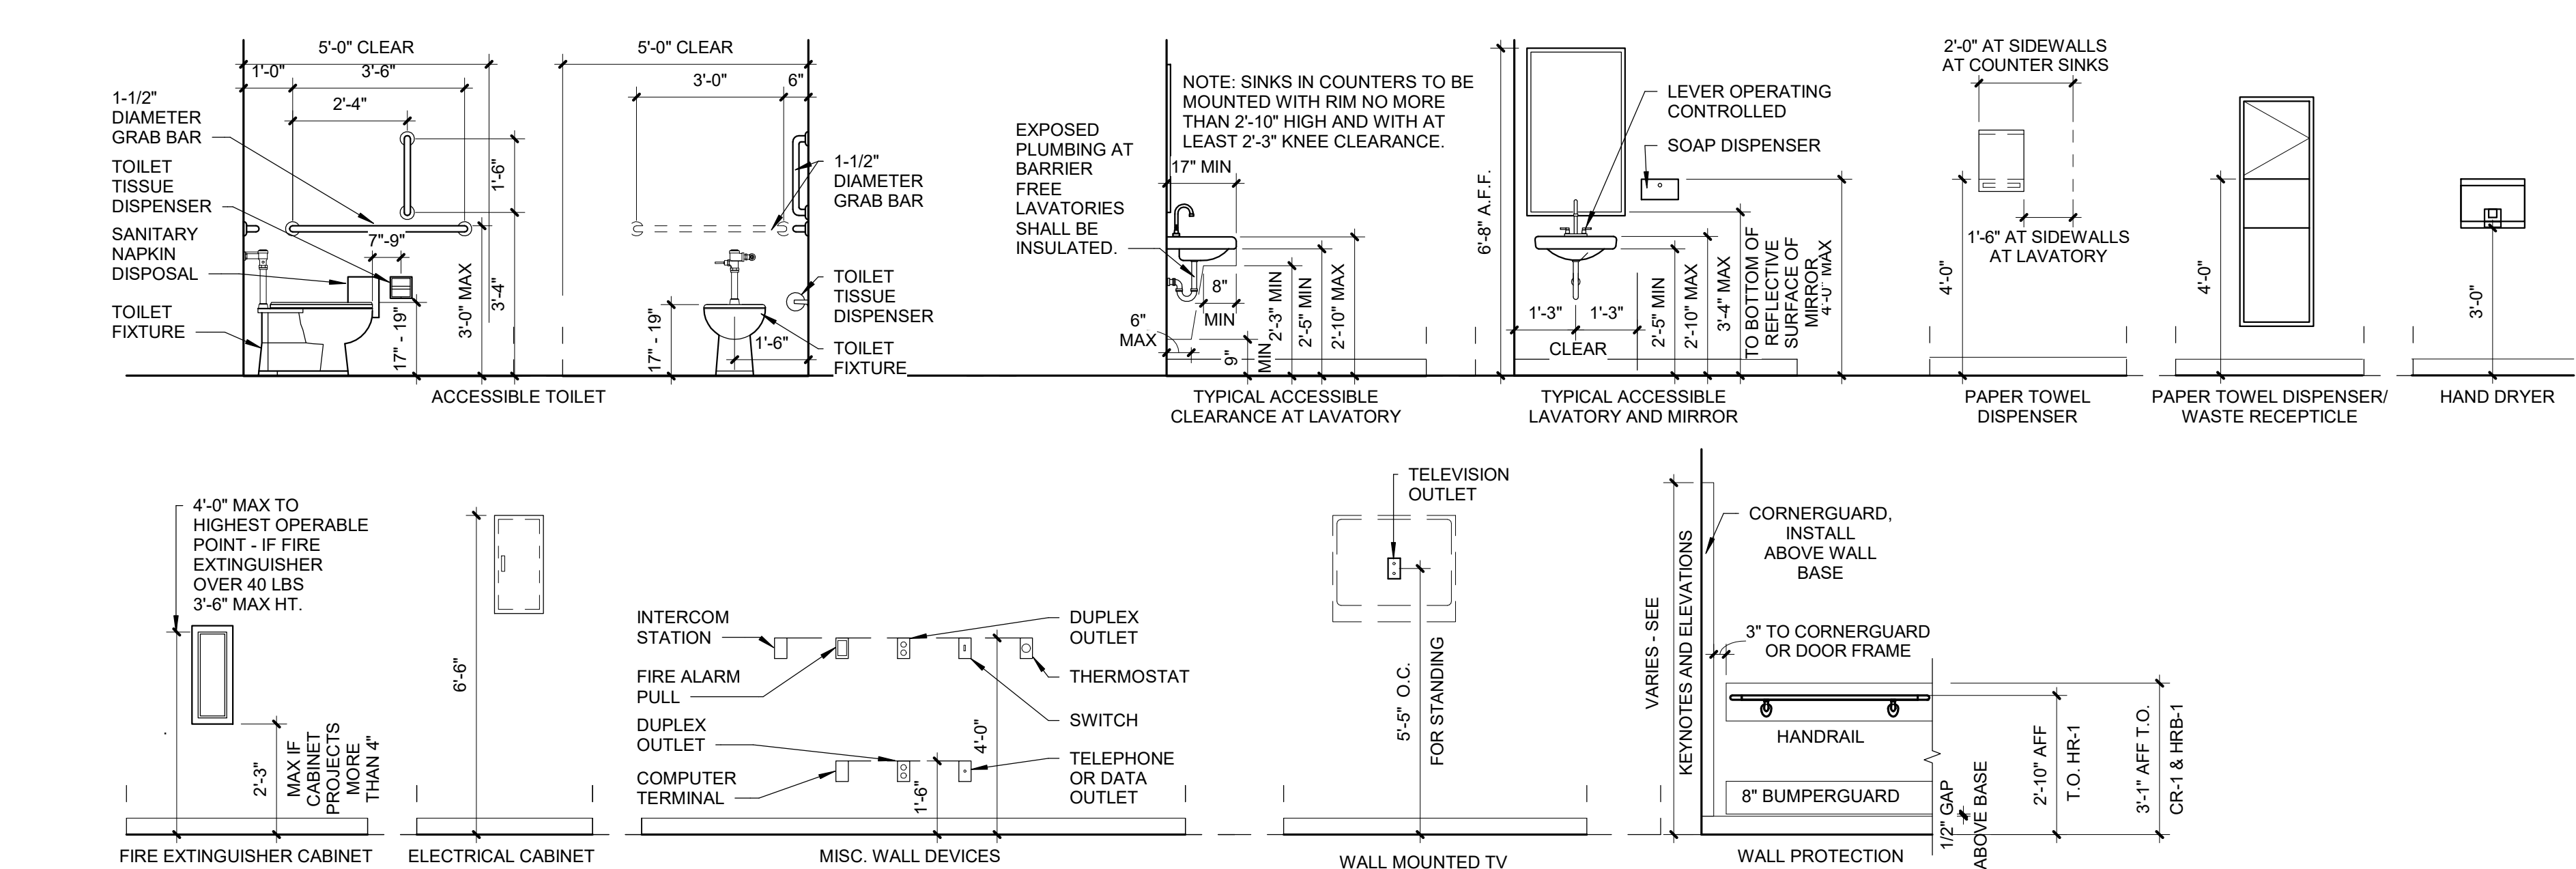 5'-0" CLEAR
1'-0"
3'-6"
2'-4"
1-1/2"
DIAMETER
GRAB BAR
TOILET
TISSUE
DISPENSER
SANITARY
NAPKIN
DISPOSAL
TOILET
FIXTURE
7"-9"
1'-6"
3'-4"
3'-0" MAX
17" - 19"
5'-0" CLEAR
3'-0"
6"
1-1/2"
DIAMETER
GRAB BAR
TOILET
TISSUE
DISPENSER
TOILET
FIXTURE
17" - 19"
1'-6"
ACCESSIBLE TOILET
EXPOSED
PLUMBING AT
BARRIER
FREE
LAVATORIES
SHALL BE
INSULATED.
NOTE: SINKS IN COUNTERS TO BE
MOUNTED WITH RIM NO MORE
THAN 2'-10" HIGH AND WITH AT
LEAST 2'-3" KNEE CLEARANCE.
17" MIN
8"
MIN
6"
MAX
9"
MIN
2'-3" MIN
2'-5" MIN
2'-10" MAX
TYPICAL ACCESSIBLE
CLEARANCE AT LAVATORY
6'-8" A.F.F.
LEVER OPERATING
CONTROLLED
SOAP DISPENSER
1'-3"
1'-3"
CLEAR
2'-5" MIN
2'-10" MAX
3'-4" MAX
TO BOTTOM OF
REFLECTIVE
SURFACE OF
MIRROR
4'-0" MAX
TYPICAL ACCESSIBLE
LAVATORY AND MIRROR
2'-0" AT SIDEWALLS
AT COUNTER SINKS
1'-6" AT SIDEWALLS
AT LAVATORY
4'-0"
PAPER TOWEL
DISPENSER
4'-0"
PAPER TOWEL DISPENSER/
WASTE RECEPTICLE
3'-0"
HAND DRYER
4'-0" MAX TO
HIGHEST OPERABLE
POINT - IF FIRE
EXTINGUISHER
OVER 40 LBS
3'-6" MAX HT.
2'-3"
MAX IF
CABINET
PROJECTS
MORE
THAN 4"
FIRE EXTINGUISHER CABINET
6'-6"
ELECTRICAL CABINET
INTERCOM
STATION
FIRE ALARM
PULL
DUPLEX
OUTLET
COMPUTER
TERMINAL
DUPLEX
OUTLET
THERMOSTAT
SWITCH
TELEPHONE
OR DATA
OUTLET
4'-0"
1'-6"
MISC. WALL DEVICES
TELEVISION
OUTLET
5'-5" O.C.
FOR STANDING
WALL MOUNTED TV
VARIES - SEE
KEYNOTES AND ELEVATIONS
CORNERGUARD,
INSTALL
ABOVE WALL
BASE
3" TO CORNERGUARD
OR DOOR FRAME
HANDRAIL
8" BUMPERGUARD
1/2" GAP
ABOVE BASE
2'-10" AFF
T.O. HR-1
3'-1" AFF T.O.
CR-1 & HRB-1
WALL PROTECTION